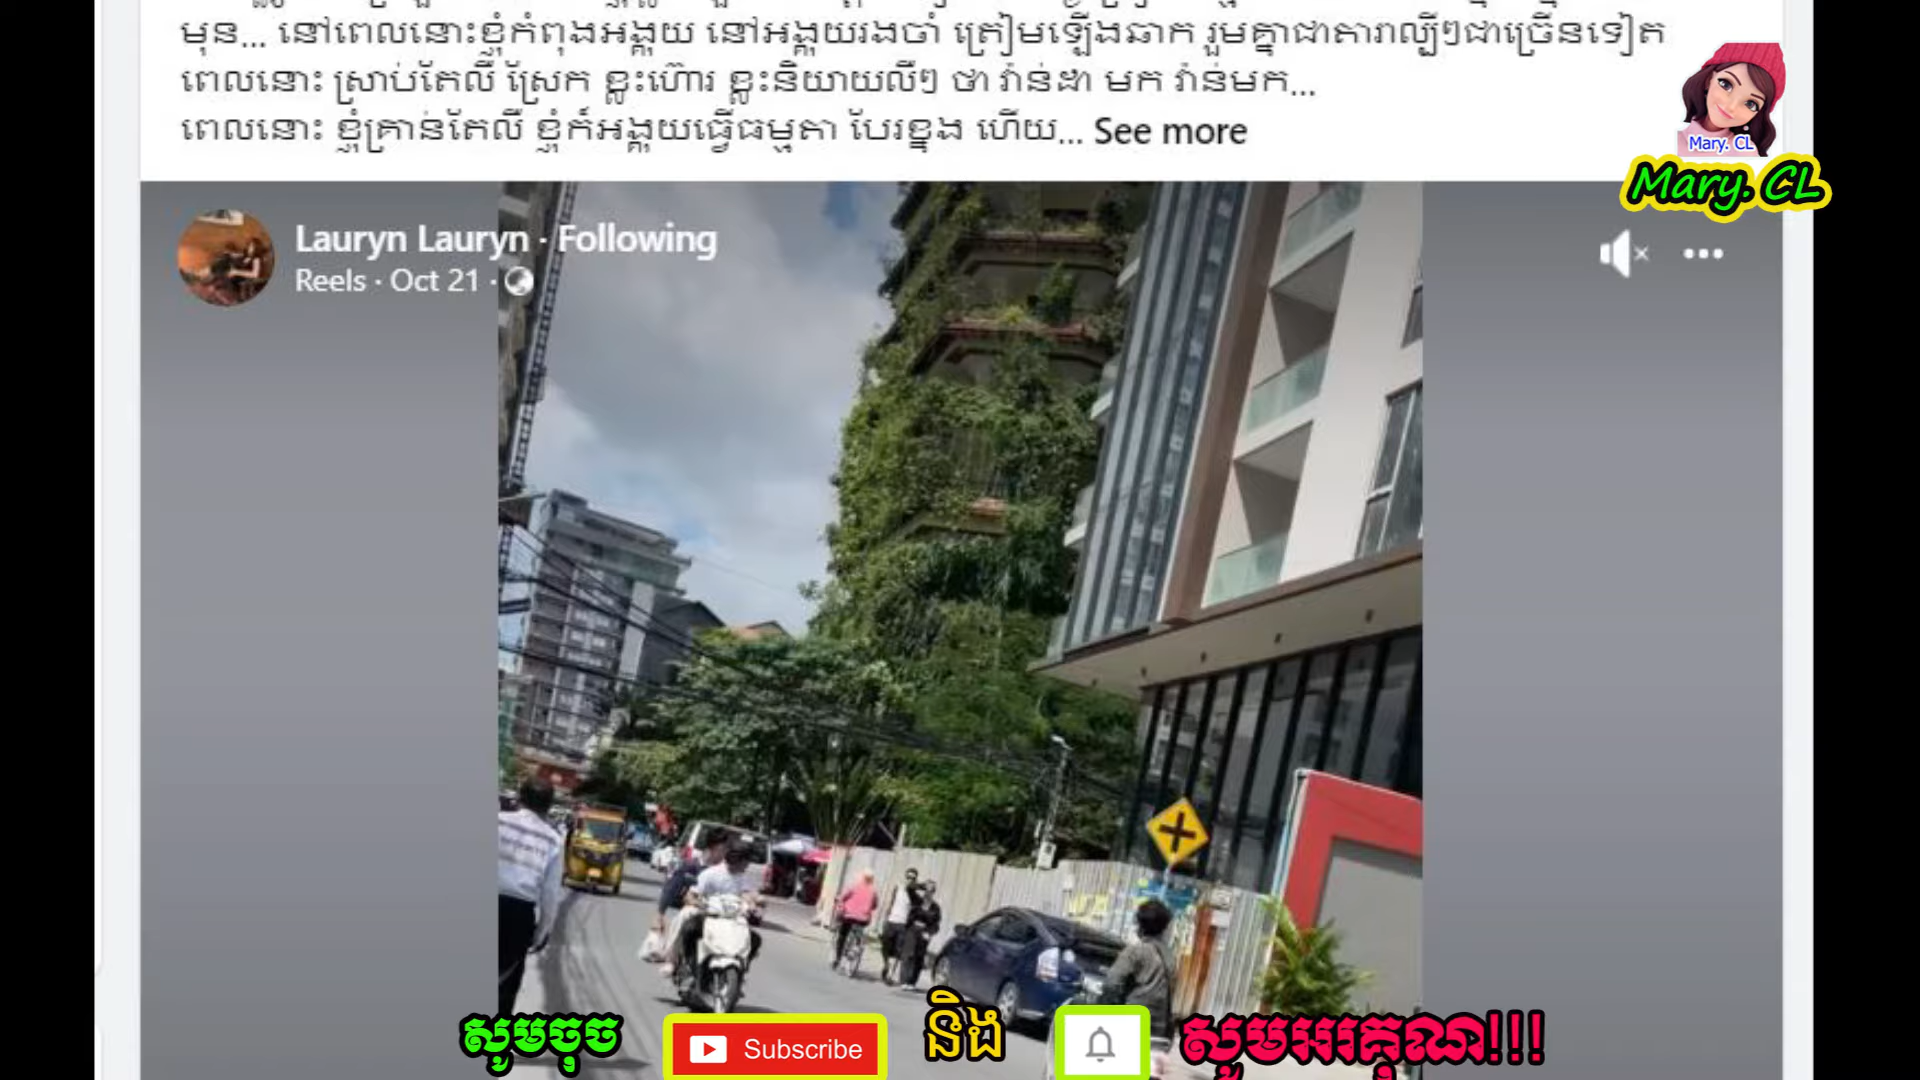 មុន... នៅពេលនោះខ្ញុំកំពុងអង្គុយ នៅអង្គុយរងចាំ ត្រៀមឡើងឆាក រួមគ្នាជាតារាល្បីៗជាច្រើនទៀត
ពេលនោះ ស្រាប់តែលឺ ស្រែក ខ្លះហ៊ោរ ខ្លះនិយាយលឺៗ ថា វ៉ាន់ដា មក វ៉ាន់មក...
ពេលនោះ ខ្ញុំគ្រាន់តែលឺ ខ្ញុំក៏អង្គុយធ្វើធម្មតា បែរខ្នង ហើយ... See more
Mary. CL
Mary. CL
Lauryn Lauryn · Following
Reels · Oct 21 ·
សូមចុច Subscribe និង សូមអរគុណ!!!